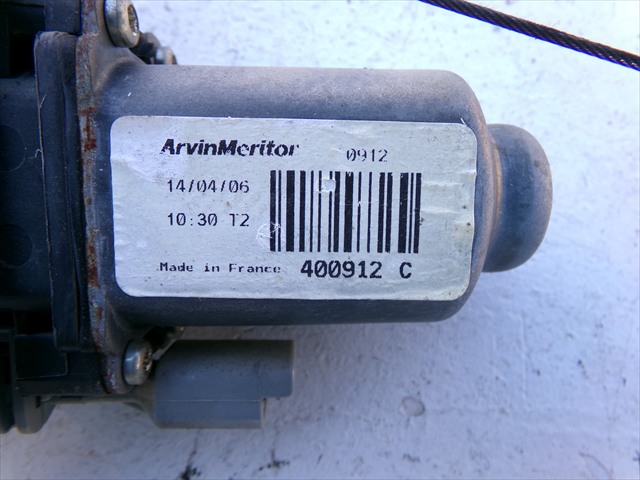 ArvinMeritor 0912
14/04/06
10:30 T2
Made in France 400912 C